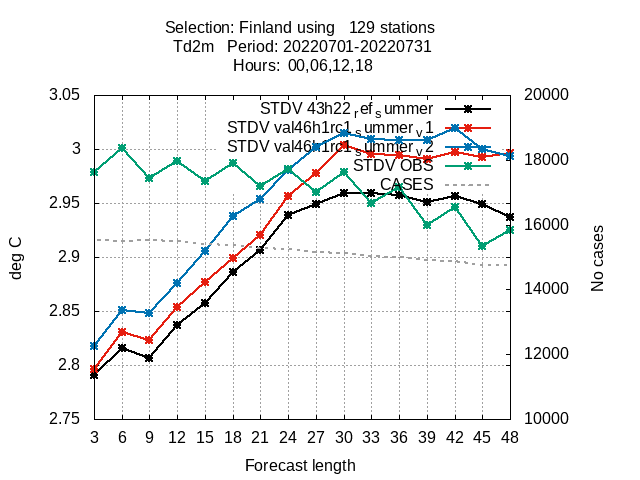 Selection: Finland using 129 stations
Td2m Period: 20220701-20220731
Hours: 00,06,12,18
3.05
3
2.95
2.9
2.85
2.8
2.75
20000
18000
16000
14000
12000
10000
STDV 43h22_ref_summer
STDV val46h1rc1_summer_v1
STDV val46h1rc1_summer_v2
STDV OBS
CASES
deg C
No cases
3 6 9 12 15 18 21 24 27 30 33 36 39 42 45 48
Forecast length